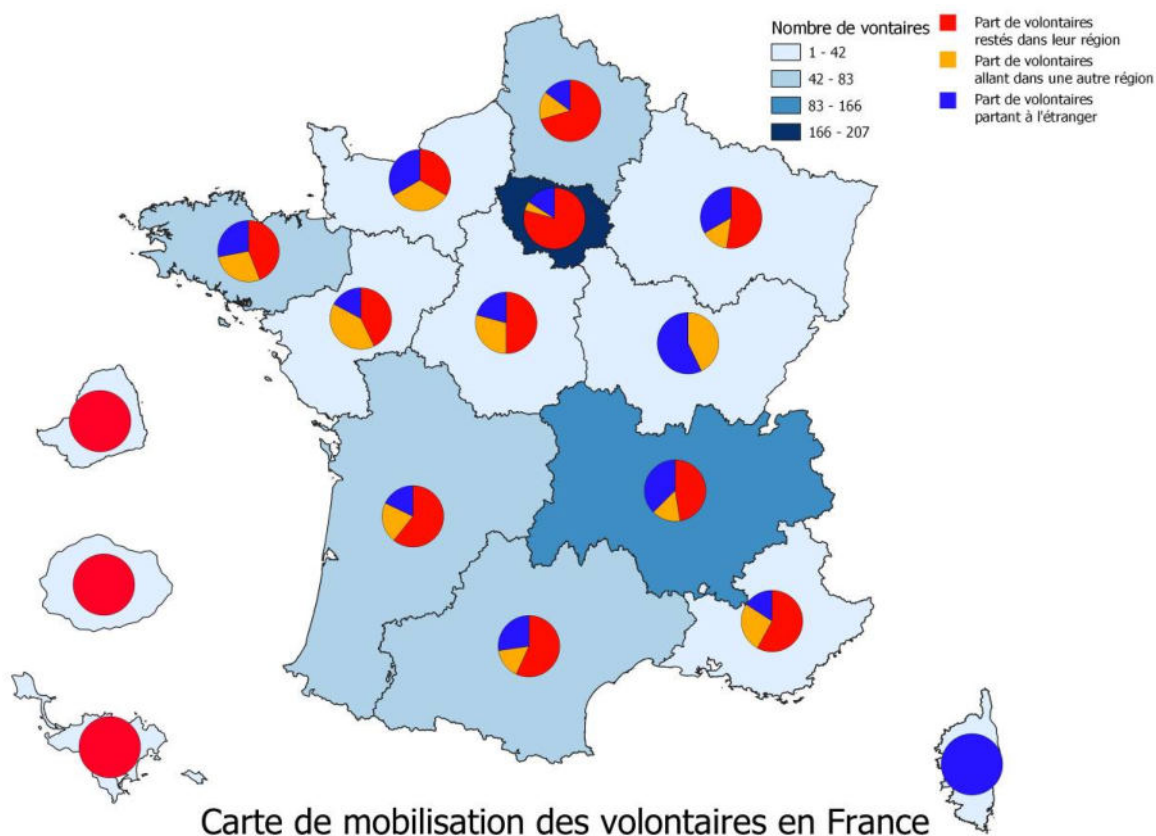 Nombre de vontaires
1 - 42
42 - 83
83 - 166
166 - 207
Part de volontaires
restés dans leur région
Part de volontaires
allant dans une autre région
Part de volontaires
partant à l'étranger
Carte de mobilisation des volontaires en France